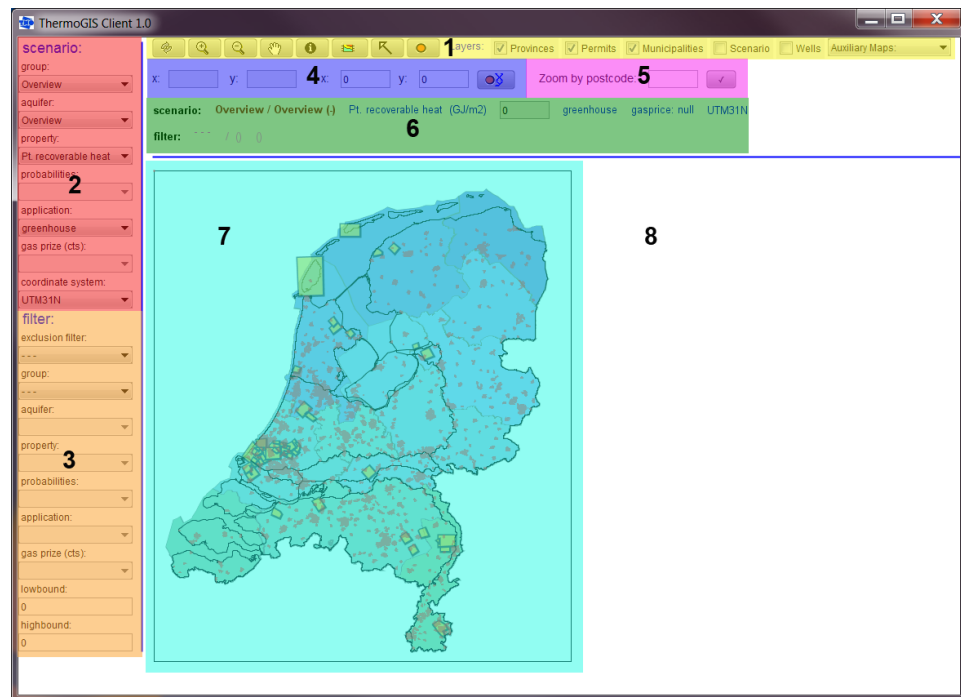 ThermoGIS Client 1.0
X
scenario:
group:
Overview
aquifer:
Overview
property:
Pt. recoverable heat
probabilities:
2
application:
greenhouse
gas prize (cts):
coordinate system:
UTM31N
filter:
exclusion filter:
- - -
group:
- - -
aquifer:
property:
3
probabilities:
application:
gas prize (cts):
lowbound:
0
highbound:
0
1 Layers: Provinces Permits Municipalities Scenario Wells Auxiliary Maps:
x: y: 4 x: 0 y: 0 Zoom by postcode: 5
scenario: Overview / Overview (-) Pt. recoverable heat (GJ/m2) 0 greenhouse gasprice: null UTM31N
6
filter: - - - / () ()
7
8